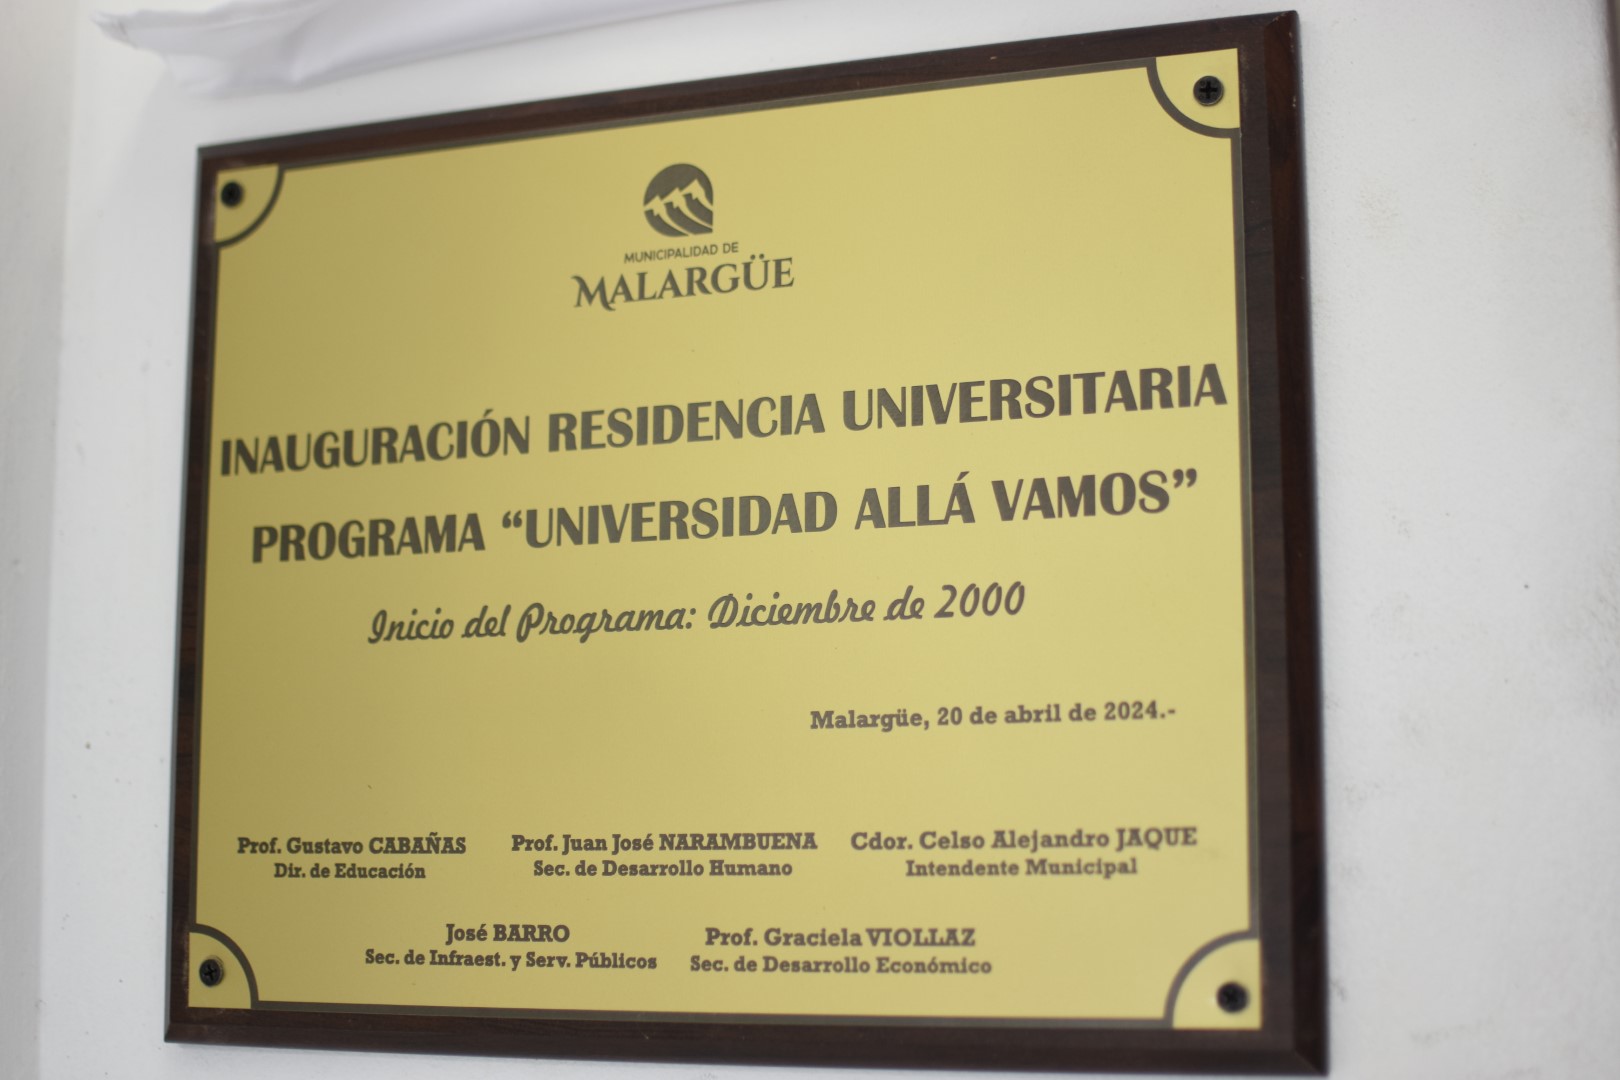 MUNICIPALIDAD DE
MALARGÜE
INAUGURACIÓN RESIDENCIA UNIVERSITARIA
PROGRAMA “UNIVERSIDAD ALLÁ VAMOS”
Inicio del Programa: Diciembre de 2000
Malargüe, 20 de abril de 2024.-
Prof. Gustavo CABAÑAS
Dir. de Educación
Prof. Juan José NARAMBUENA
Sec. de Desarrollo Humano
Cdor. Celso Alejandro JAQUE
Intendente Municipal
José BARRO
Sec. de Infraest. y Serv. Públicos
Prof. Graciela VIOLLAZ
Sec. de Desarrollo Económico